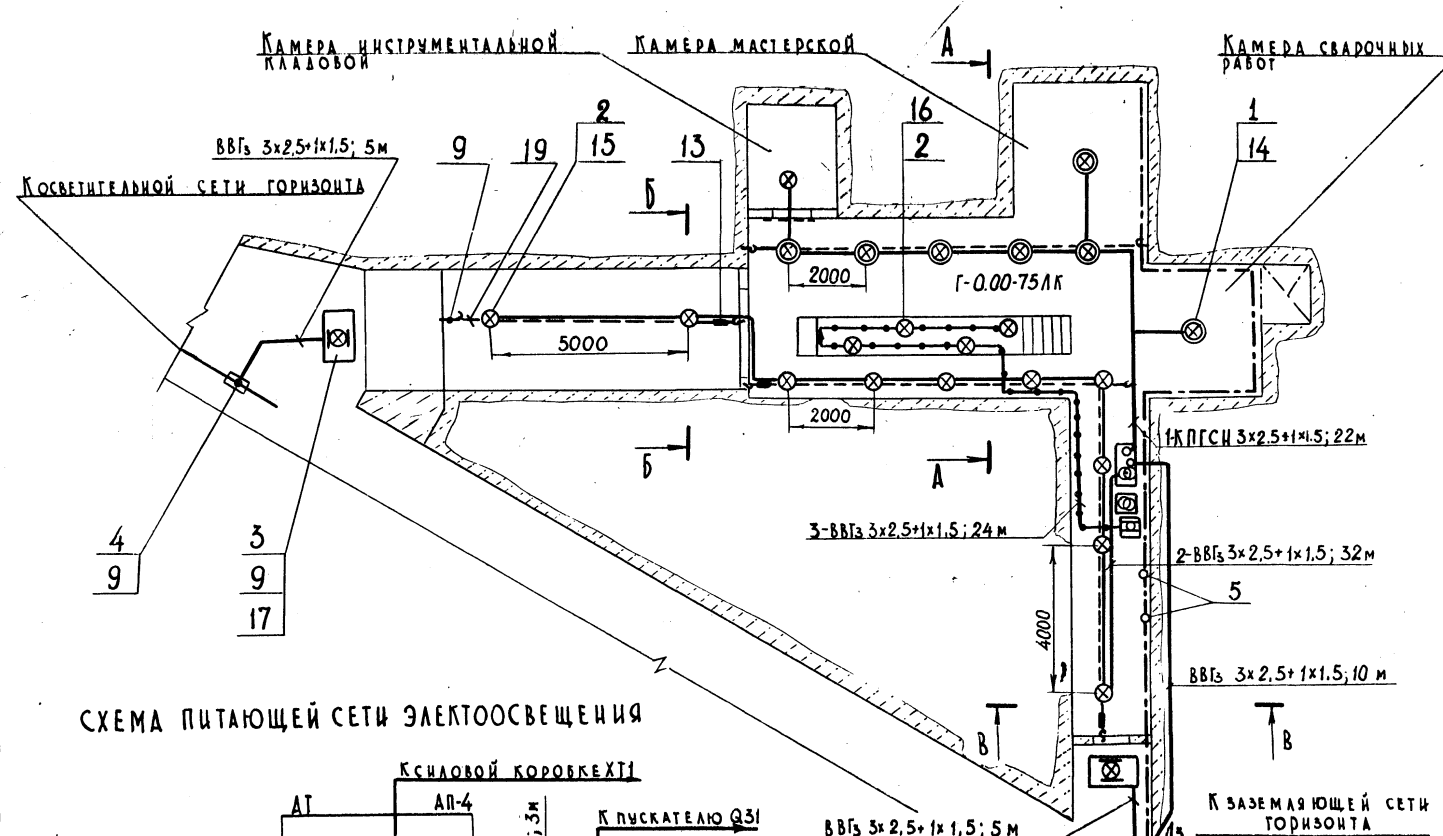 КАМЕРА ИНСТРУМЕНТАЛЬНОЙ
КЛАДОВОЙ
КАМЕРА МАСТЕРСКОЙ
А
КАМЕРА СВАРОЧНЫХ
РАБОТ
ВВГз 3х2,5+1х1,5; 5м
9
19
2
15
13
16
2
1
14
К ОСВЕТИТЕЛЬНОЙ СЕТИ ГОРИЗОНТА
Б
2000
Г-0.00-75ЛК
5000
2000
Б
А
1-КПГСН 3х2.5+1х1.5; 22м
3-ВВГз 3х2,5+1х1,5; 24м
2-ВВГз 3х2,5+1х1,5; 32м
4
9
3
9
17
5
4000
ВВГз 3х2,5+1х1,5; 10 м
СХЕМА ПИТАЮЩЕЙ СЕТИ ЭЛЕКТООСВЕЩЕНИЯ
В
В
К СИЛОВОЙ КОРОБКЕ ХТ1
АТ
АП-4
; 3м
К ПУСКАТЕЛЮ QЗ1
ВВГз 3х2,5+1х1,5; 5м
К ЗАЗЕМЛЯЮЩЕЙ СЕТИ
ГОРИЗОНТА